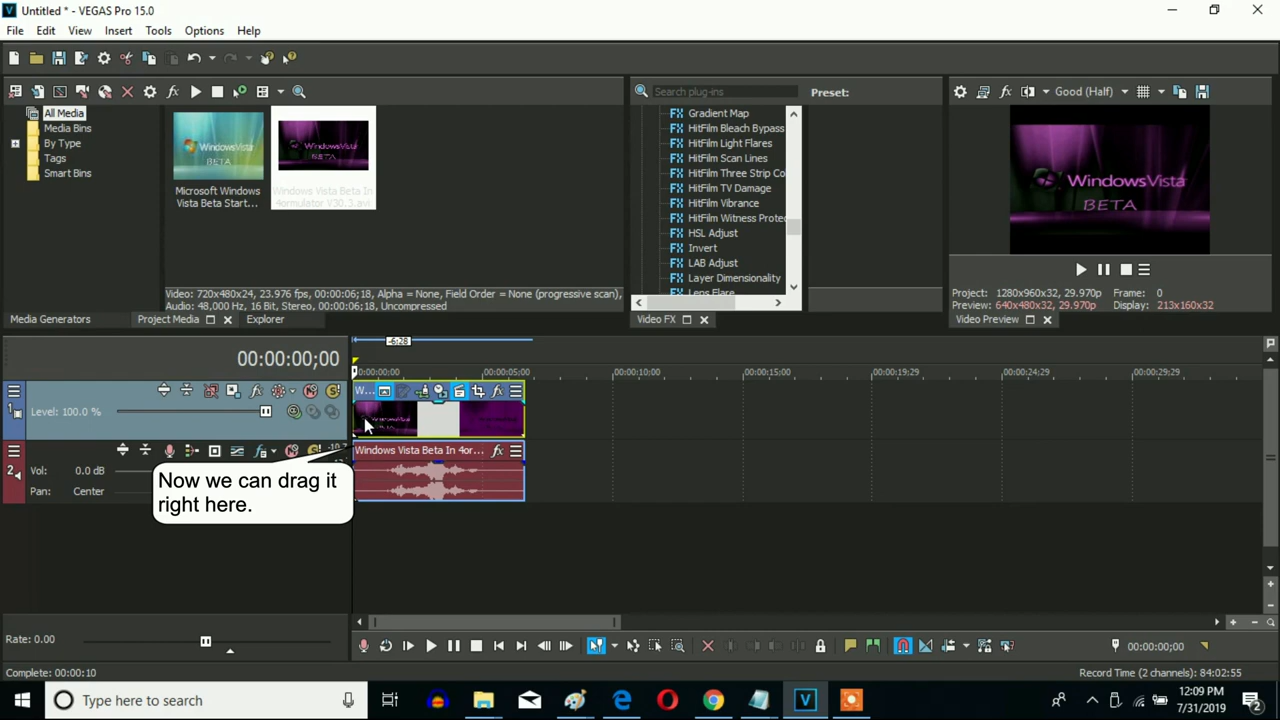 Untitled * - VEGAS Pro 15.0
File Edit View Insert Tools Options Help
All Media
Media Bins
By Type
Tags
Smart Bins
WindowsVista
BETA
Microsoft Windows
Vista Beta Start...
WindowsVista
BETA
Windows Vista Beta In
4ormulator V30.3.avi
Video: 720x480x24, 23.976 fps, 00:00:06;18, Alpha = None, Field Order = None (progressive scan),
Audio: 48,000 Hz, 16 Bit, Stereo, 00:00:06;18, Uncompressed
Media Generators Project Media Explorer
Search plug-ins
Preset:
Gradient Map
HitFilm Bleach Bypass
HitFilm Light Flares
HitFilm Scan Lines
HitFilm Three Strip Co
HitFilm TV Damage
HitFilm Vibrance
HitFilm Witness Protec
HSL Adjust
Invert
LAB Adjust
Layer Dimensionality
Lens Flare
Video FX
Good (Half)
WindowsVista
BETA
Project: 1280x960x32, 29.970p Frame: 0
Preview: 640x480x32, 29.970p Display: 213x160x32
Video Preview
-6:28
00:00:00;00
00:00:00;00 00:00:05;00 00:00:10;00 00:00:15;00 00:00:19;29 00:00:24;29 00:00:29;29
1
Level: 100.0 %
W...
2
Vol: 0.0 dB
Pan: Center
Windows Vista Beta In 4or...
Now we can drag it
right here.
Rate: 0.00
00:00:00;00
Complete: 00:00:10
Record Time (2 channels): 84:02:55
Type here to search
12:09 PM
7/31/2019
2